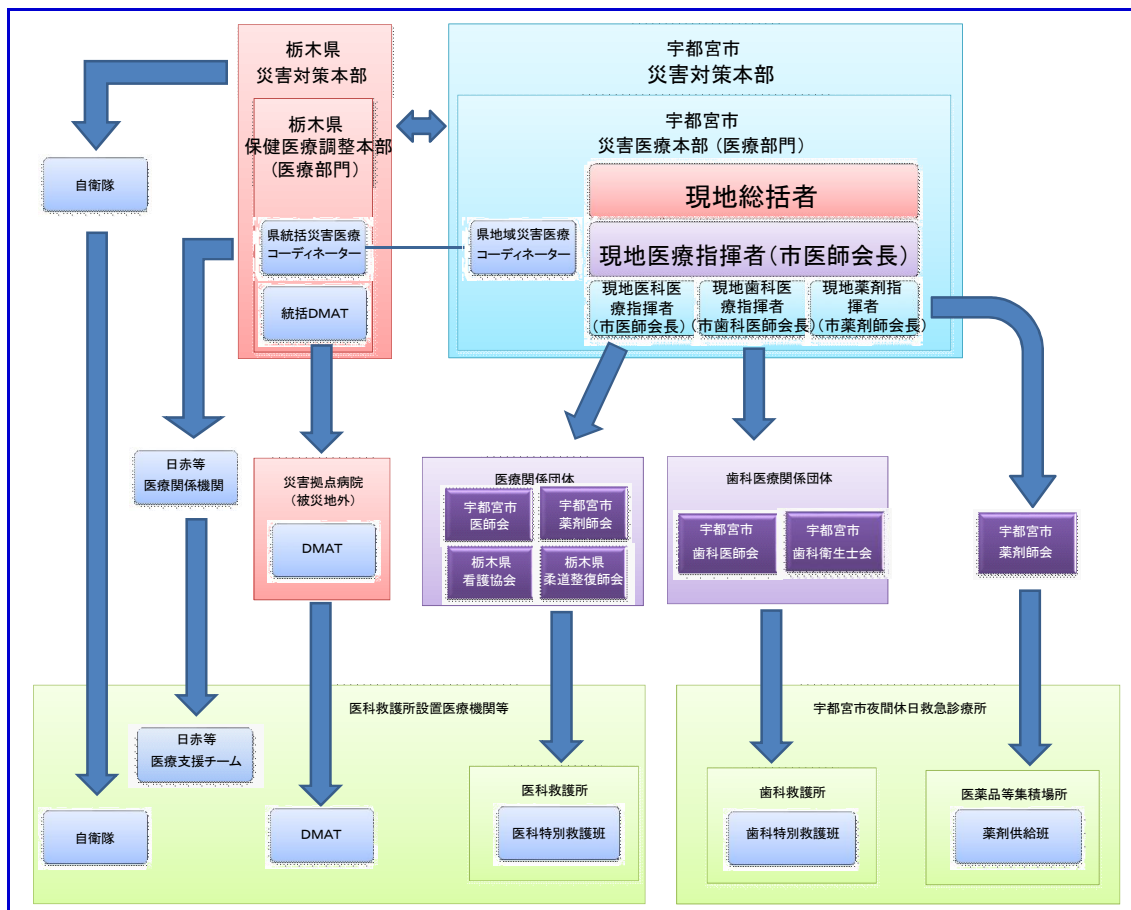 栃木県
災害対策本部
栃木県
保健医療調整本部
(医療部門)
県統括災害医療
コーディネーター
統括DMAT
宇都宮市
災害対策本部
宇都宮市
災害医療本部(医療部門)
県地域災害医療
コーディネーター
現地総括者
現地医療指揮者(市医師会長)
現地医科医
療指揮者
(市医師会長)
現地歯科医
療指揮者
(市歯科医師会長)
現地薬剤指
揮者
(市薬剤師会長)
自衛隊
日赤等
医療関係機関
災害拠点病院
(被災地外)
DMAT
医療関係団体
宇都宮市
医師会
宇都宮市
薬剤師会
栃木県
看護協会
栃木県
柔道整復師会
歯科医療関係団体
宇都宮市
歯科医師会
宇都宮市
歯科衛生士会
宇都宮市
薬剤師会
医科救護所設置医療機関等
日赤等
医療支援チーム
自衛隊
DMAT
医科救護所
医科特別救護班
宇都宮市夜間休日救急診療所
歯科救護所
歯科特別救護班
医薬品等集積場所
薬剤供給班